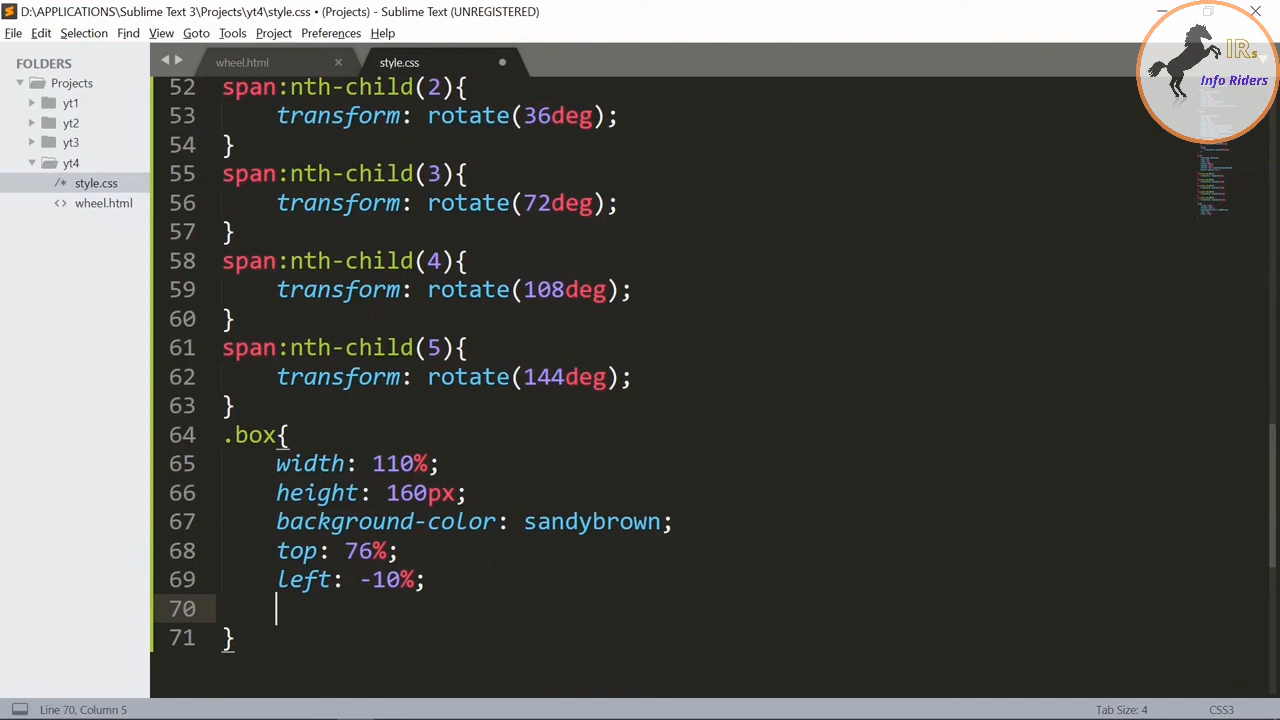 D:\APPLICATIONS\Sublime Text 3\Projects\yt4\style.css • (Projects) - Sublime Text (UNREGISTERED)
File Edit Selection Find View Goto Tools Project Preferences Help
IR.s
Info Riders
FOLDERS
Projects
yt1
yt2
yt3
yt4
/* style.css
<> wheel.html
wheel.html
style.css
52 span:nth-child(2){
53 transform: rotate(36deg);
54 }
55 span:nth-child(3){
56 transform: rotate(72deg);
57 }
58 span:nth-child(4){
59 transform: rotate(108deg);
60 }
61 span:nth-child(5){
62 transform: rotate(144deg);
63 }
64 .box{
65 width: 110%;
66 height: 160px;
67 background-color: sandybrown;
68 top: 76%;
69 left: -10%;
70
71 }
Line 70, Column 5
Tab Size: 4
CSS3